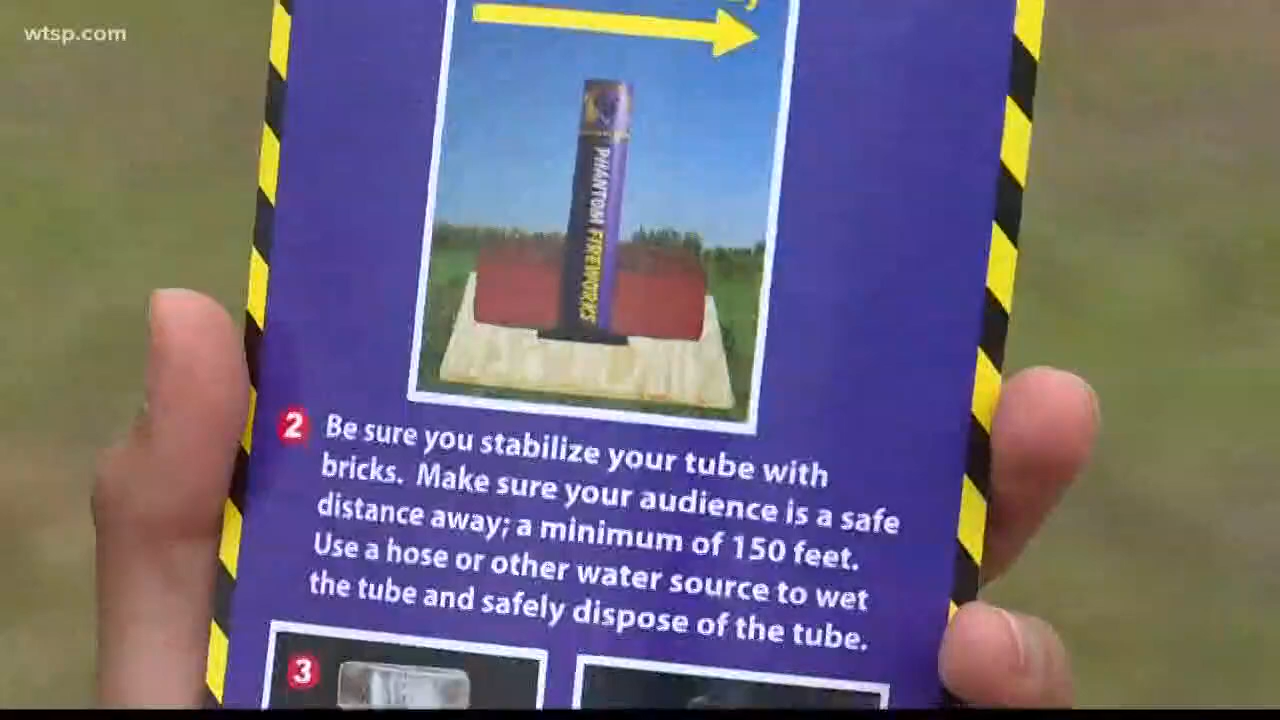 wtsp.com
PHANTOM FIREWORKS
2 Be sure you stabilize your tube with
bricks. Make sure your audience is a safe
distance away; a minimum of 150 feet.
Use a hose or other water source to wet
the tube and safely dispose of the tube.
3